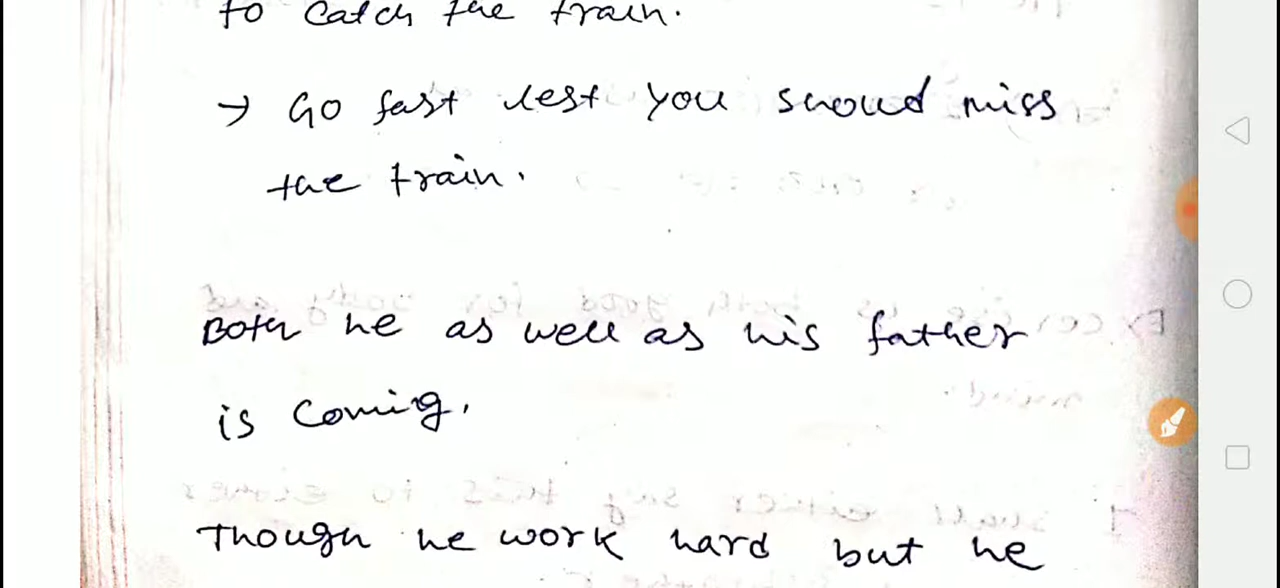 to catch the train.
→ Go fast lest you shoud miss
the train.
Both he as well as his father
is coming.
Though he work hard but he